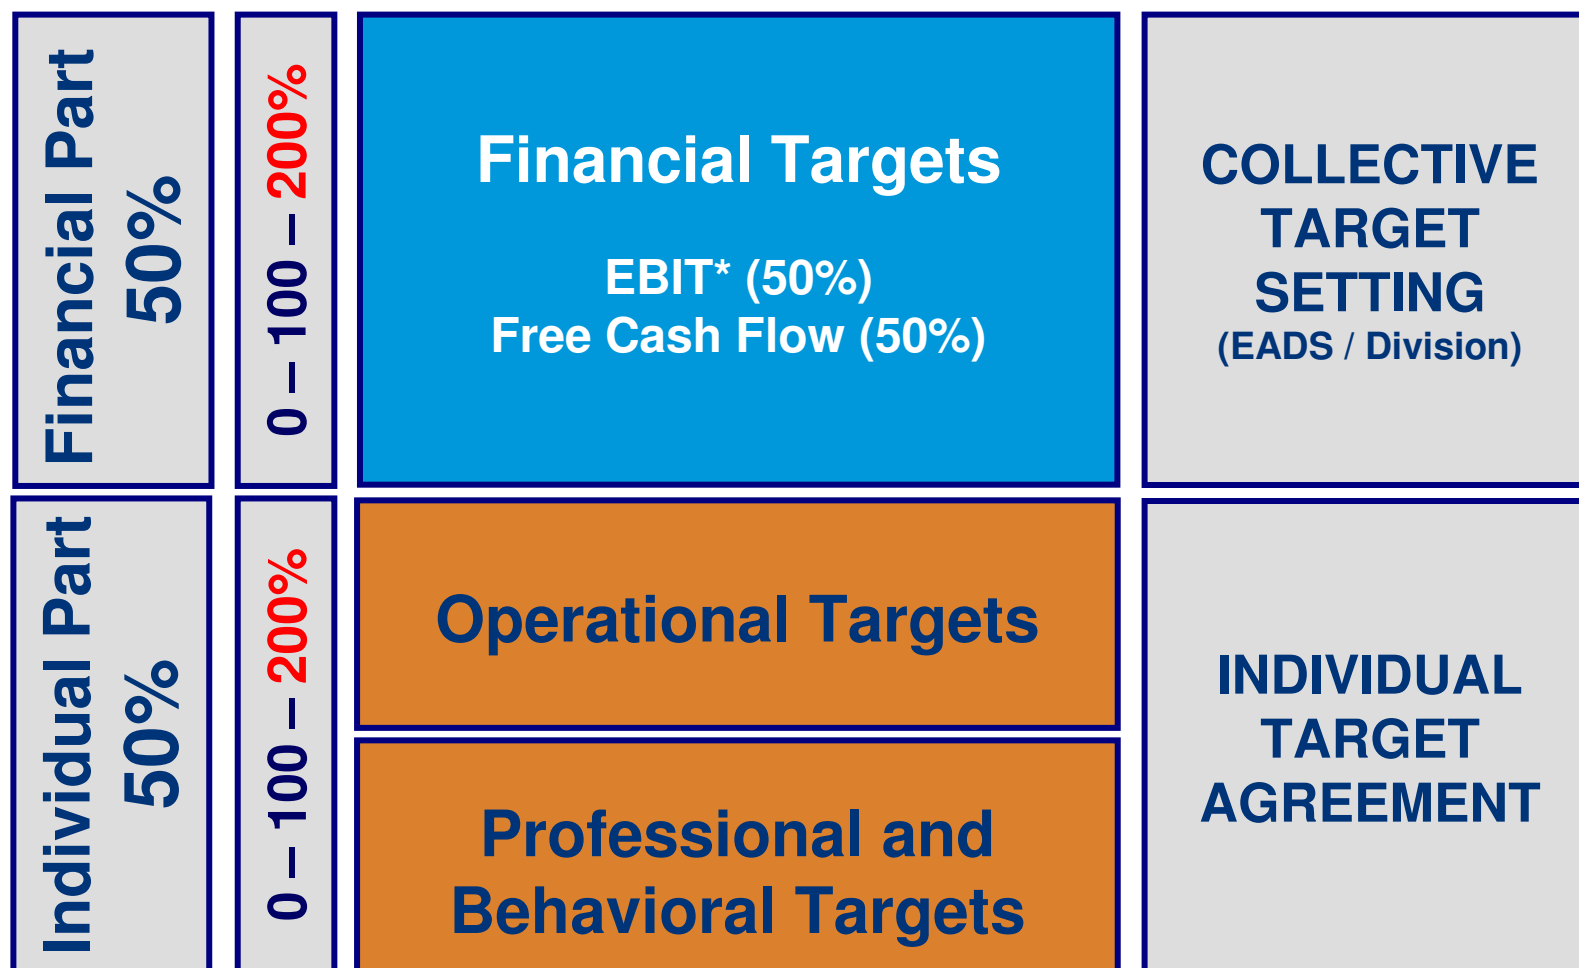 Financial Part
50%
0 – 100 – 200%
Financial Targets
EBIT* (50%)
Free Cash Flow (50%)
COLLECTIVE
TARGET
SETTING
(EADS / Division)
Individual Part
50%
0 – 100 – 200%
Operational Targets
Professional and
Behavioral Targets
INDIVIDUAL
TARGET
AGREEMENT